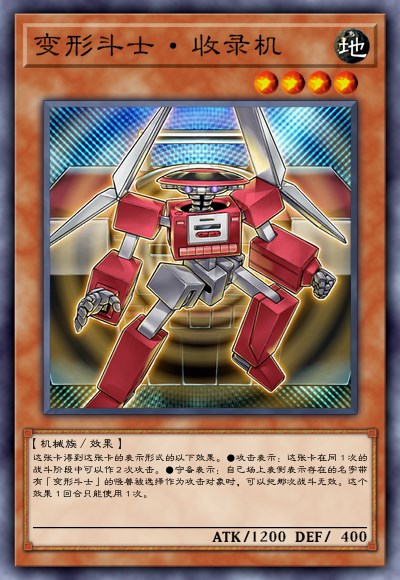 变形斗士·收录机
地
【机械族／效果】
这张卡得到这张卡的表示形式的以下效果。●攻击表示：这张卡在同1次的
战斗阶段中可以作2次攻击。●守备表示：自己场上表侧表示存在的名字带
有「变形斗士」的怪兽被选择作为攻击对象时，可以把那次战斗无效。这个
效果1回合只能使用1次。
ATK/1200 DEF/ 400